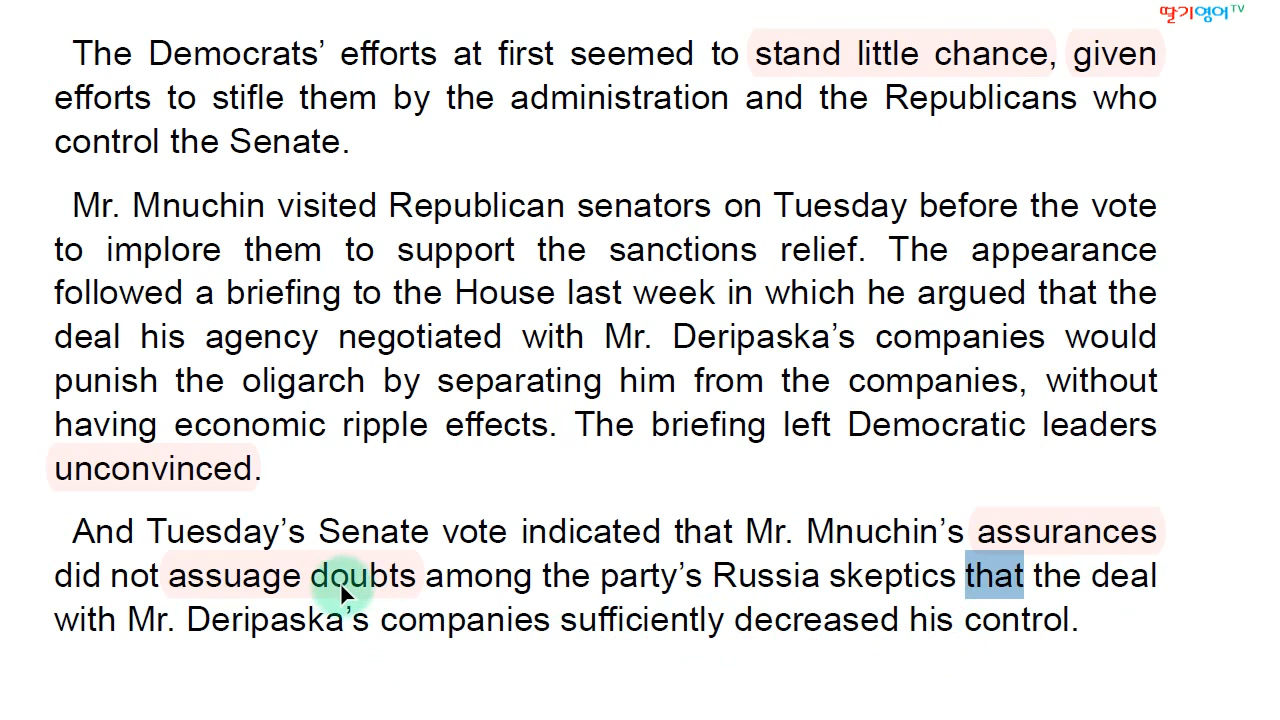 딸기영어TV
The Democrats’ efforts at first seemed to stand little chance, given
efforts to stifle them by the administration and the Republicans who
control the Senate.
Mr. Mnuchin visited Republican senators on Tuesday before the vote
to implore them to support the sanctions relief. The appearance
followed a briefing to the House last week in which he argued that the
deal his agency negotiated with Mr. Deripaska’s companies would
punish the oligarch by separating him from the companies, without
having economic ripple effects. The briefing left Democratic leaders
unconvinced.
And Tuesday’s Senate vote indicated that Mr. Mnuchin’s assurances
did not assuage doubts among the party’s Russia skeptics that the deal
with Mr. Deripaska’s companies sufficiently decreased his control.